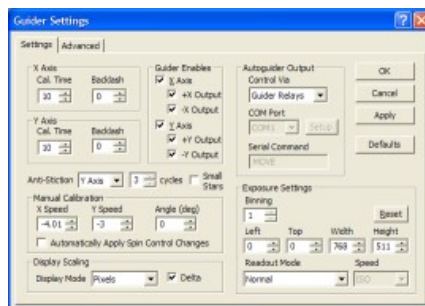 Guider Settings
Settings Advanced
X Axis
Cal. Time Backlash
10 0
Y Axis
Cal. Time Backlash
10 0
Guider Enables
X Axis
+X Output
-X Output
Y Axis
+Y Output
-Y Output
Autoguider Output
Control Via
Guider Relays
COM Port
COM1 Setup
Serial Command
MOVE
OK
Cancel
Apply
Defaults
Anti-Stiction Y Axis 3 cycles Small Stars
Manual Calibration
X Speed Y Speed Angle (deg)
-4.01 -3 0
Automatically Apply Spin Control Changes
Display Scaling
Display Mode Pixels Delta
Exposure Settings
Binning
1 Reset
Left Top Width Height
0 0 768 511
Readout Mode Speed
Normal ISO